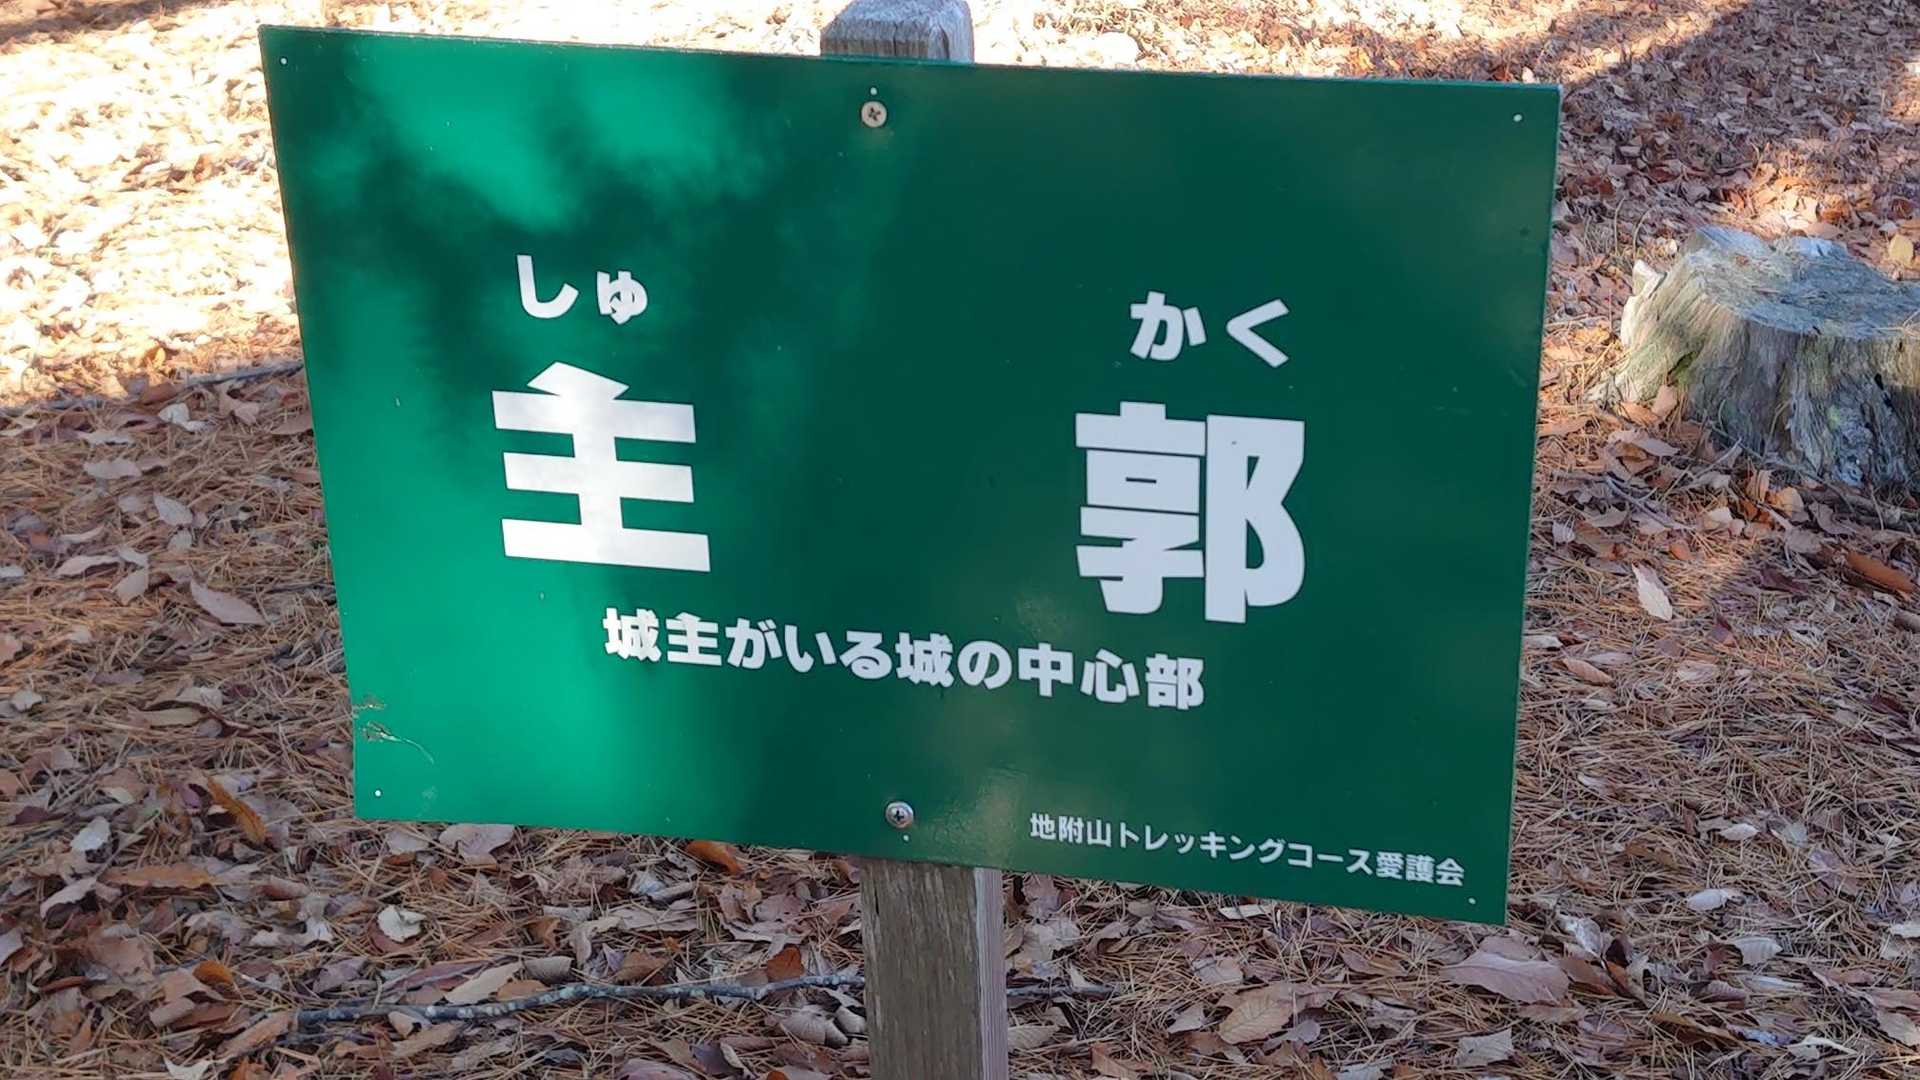 しゅ かく
主 郭
城主がいる城の中心部
地附山トレッキングコース愛護会